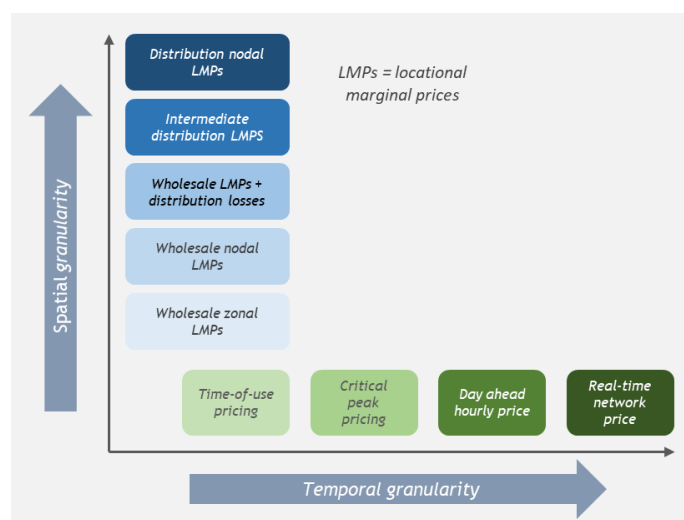 Distribution nodal
LMPs
LMPs = locational
marginal prices
Intermediate
distribution LMPS
Wholesale LMPs +
distribution losses
Wholesale nodal
LMPs
Wholesale zonal
LMPs
Spatial granularity
Time-of-use
pricing
Critical
peak
pricing
Day ahead
hourly price
Real-time
network
price
Temporal granularity